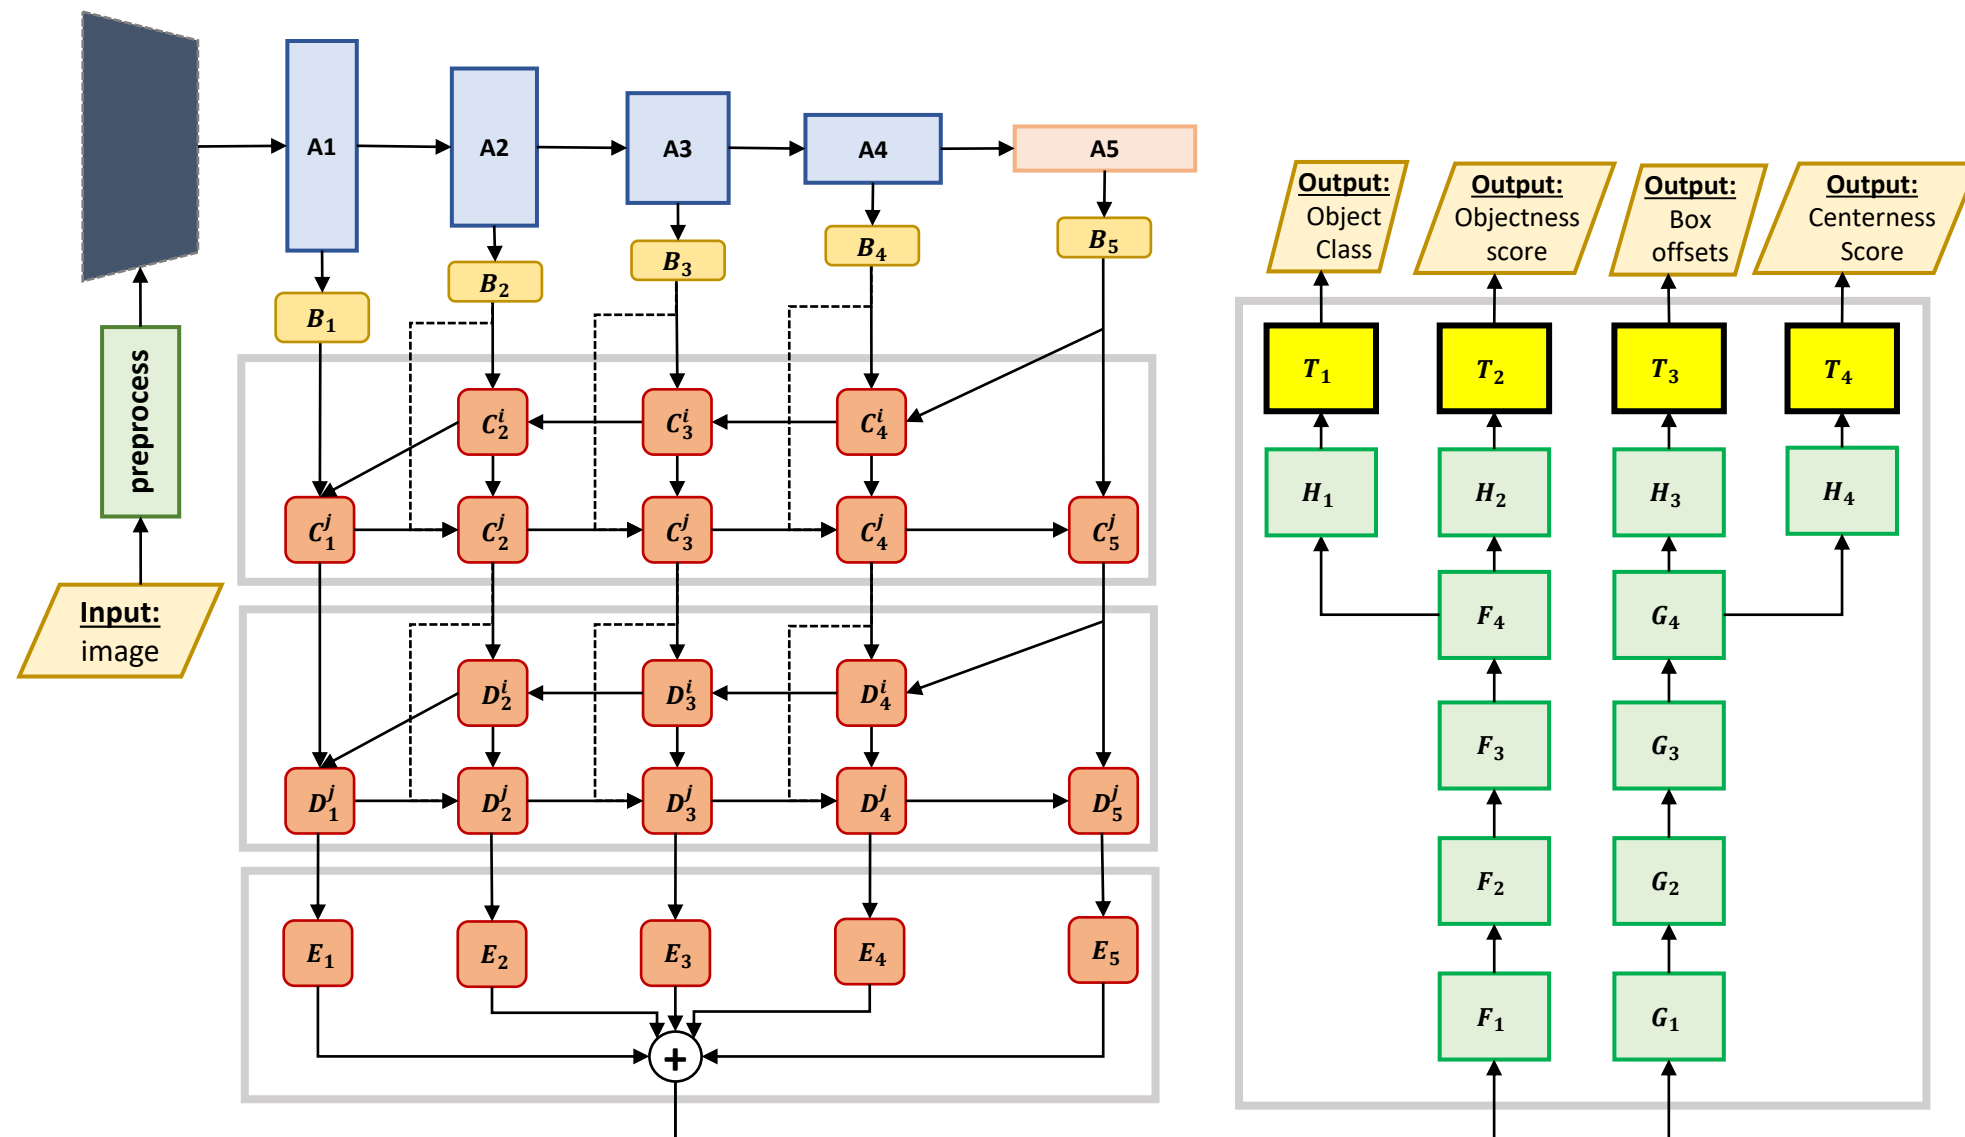 A1
A2
A3
A4
A5
B₁
B₂
B₃
B₄
B₅
preprocess
Input:
image
C₂ⁱ
C₃ⁱ
C₄ⁱ
C₁ʲ
C₂ʲ
C₃ʲ
C₄ʲ
C₅ʲ
D₂ⁱ
D₃ⁱ
D₄ⁱ
D₁ʲ
D₂ʲ
D₃ʲ
D₄ʲ
D₅ʲ
E₁
E₂
E₃
E₄
E₅
+
Output:
Object
Class
Output:
Objectness
score
Output:
Box
offsets
Output:
Centerness
Score
T₁
T₂
T₃
T₄
H₁
H₂
H₃
H₄
F₄
G₄
F₃
G₃
F₂
G₂
F₁
G₁